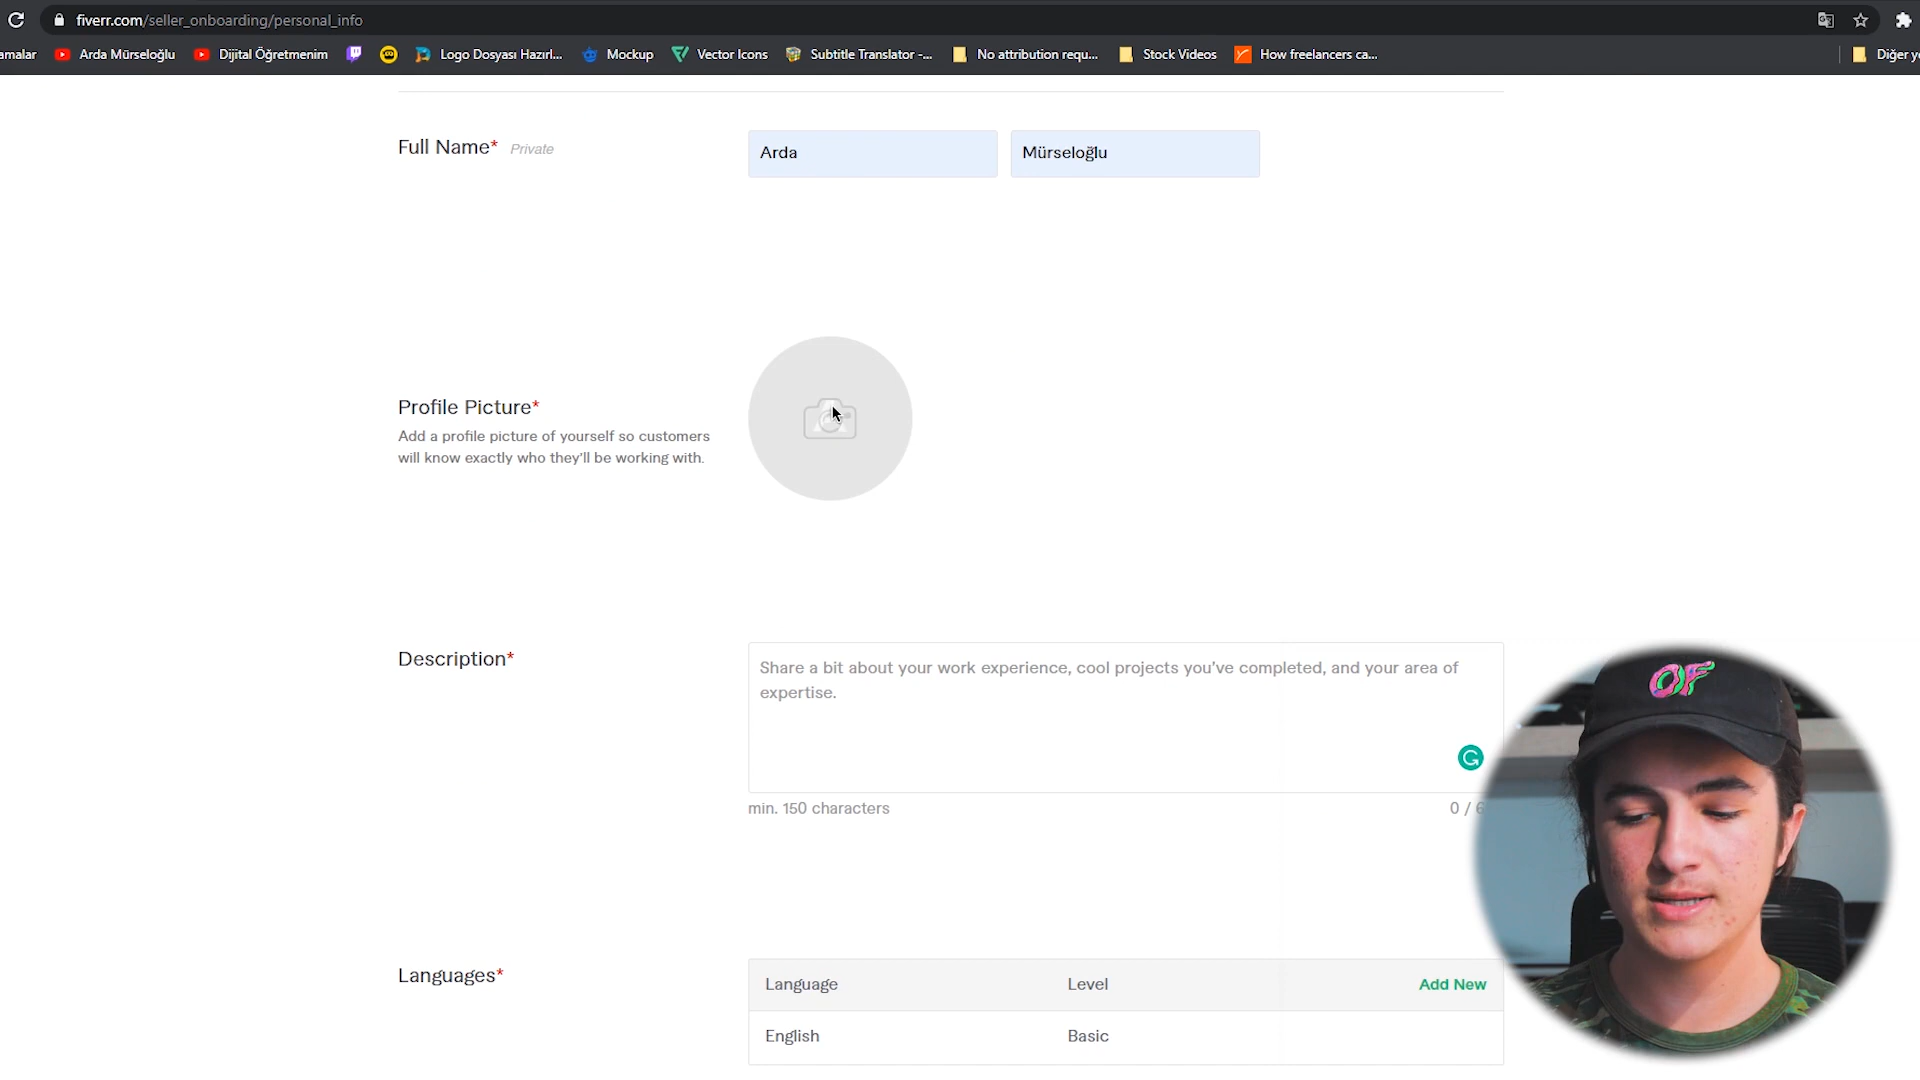 fiverr.com/seller_onboarding/personal_info
amalar Arda Mürseloğlu Dijital Öğretmenim Logo Dosyası Hazırl... Mockup Vector Icons Subtitle Translator -... No attribution requ... Stock Videos How freelancers ca... Diğer
Full Name* Private
Arda Mürseloğlu
Profile Picture*
Add a profile picture of yourself so customers
will know exactly who they'll be working with.
Description*
Share a bit about your work experience, cool projects you've completed, and your area of
expertise.
min. 150 characters 0 / 6
Languages*
Language Level Add New
English Basic
OF